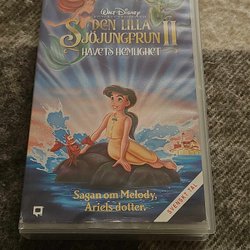 WALT DISNEY
DEN LILLA
SJÖJUNGFRUN II
HAVETS HEMLIGHET
Sagan om Melody,
Ariels dotter.
SVENSKT TAL